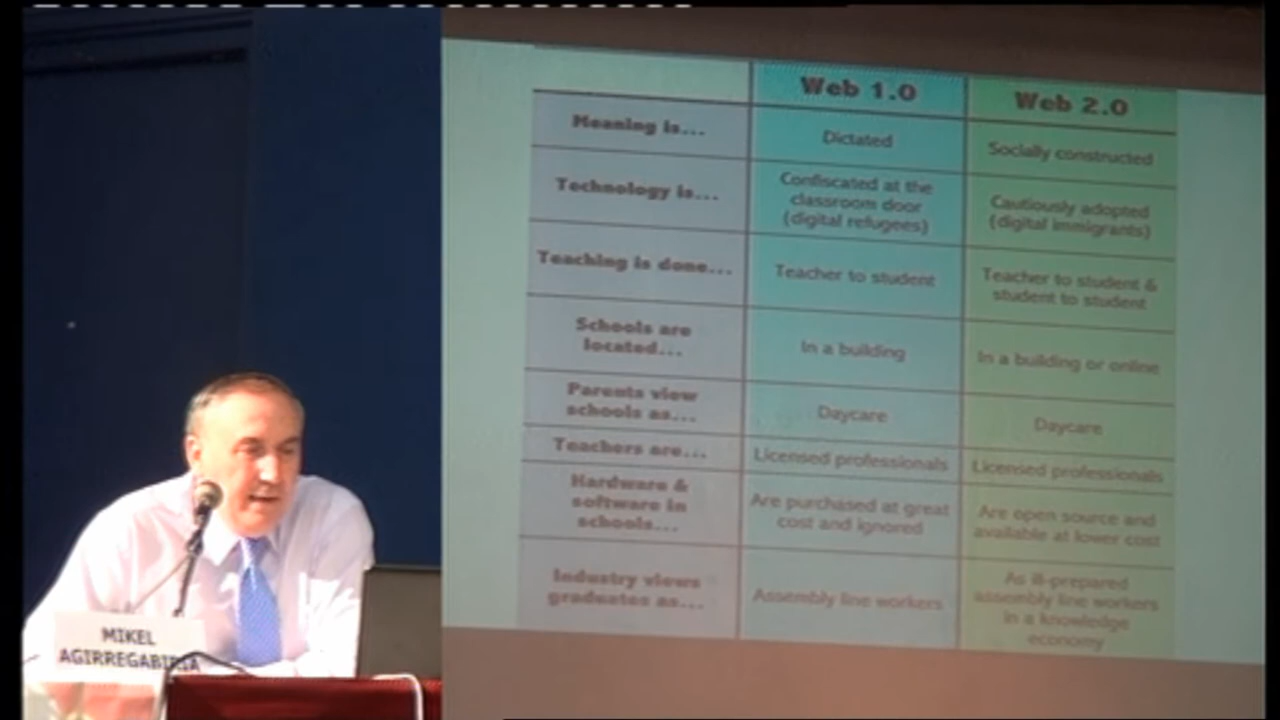 Web 1.0
Web 2.0
Meaning is...
Dictated
Socially constructed
Technology is...
Confiscated at the
classroom door
(digital refugees)
Cautiously adopted
(digital immigrants)
Teaching is done...
Teacher to student
Teacher to student &
student to student
Schools are
located...
In a building
In a building or online
Parents view
schools as...
Daycare
Daycare
Teachers are...
Licensed professionals
Licensed professionals
Hardware &
software in
schools...
Are purchased at great
cost and ignored
Are open source and
available at lower cost
Industry views
graduates as...
Assembly line workers
As ill-prepared
assembly line workers
in a knowledge
economy
MIKEL
AGIRREGABIRIA